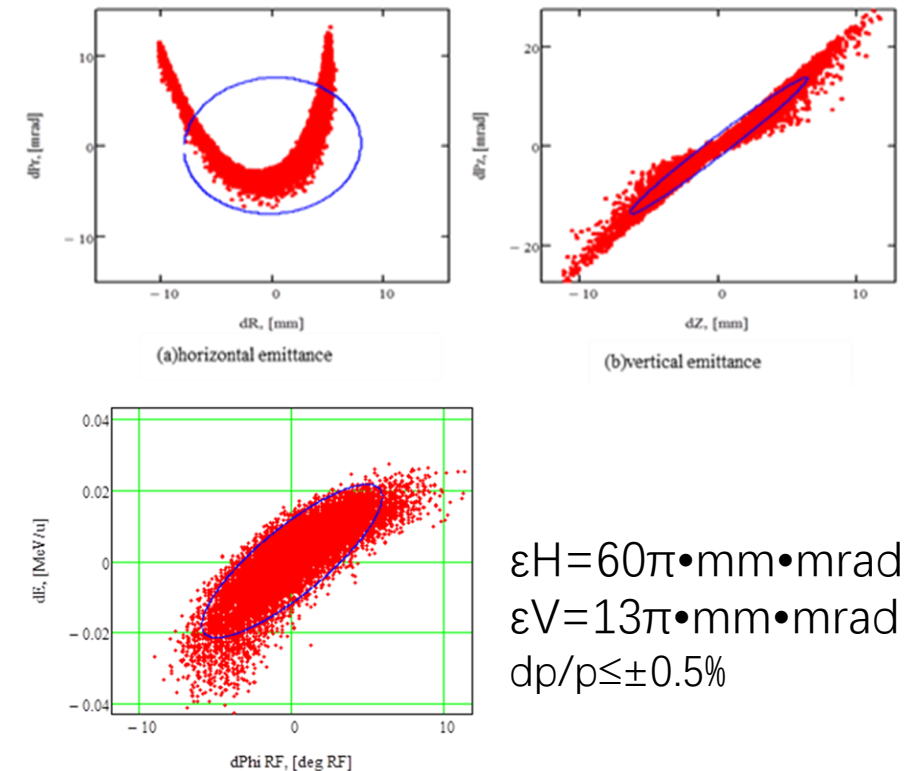 10
0
− 10
dPr, [mrad]
− 10
0
10
dR, [mm]
(a)horizontal emittance
20
0
− 20
dPz, [mrad]
− 10
0
10
dZ, [mm]
(b)vertical emittance
0.04
0.02
0
− 0.02
− 0.04
dE, [MeV/u]
− 10
0
10
dPhi RF, [deg RF]
εH=60π•mm•mrad
εV=13π•mm•mrad
dp/p≤±0.5%